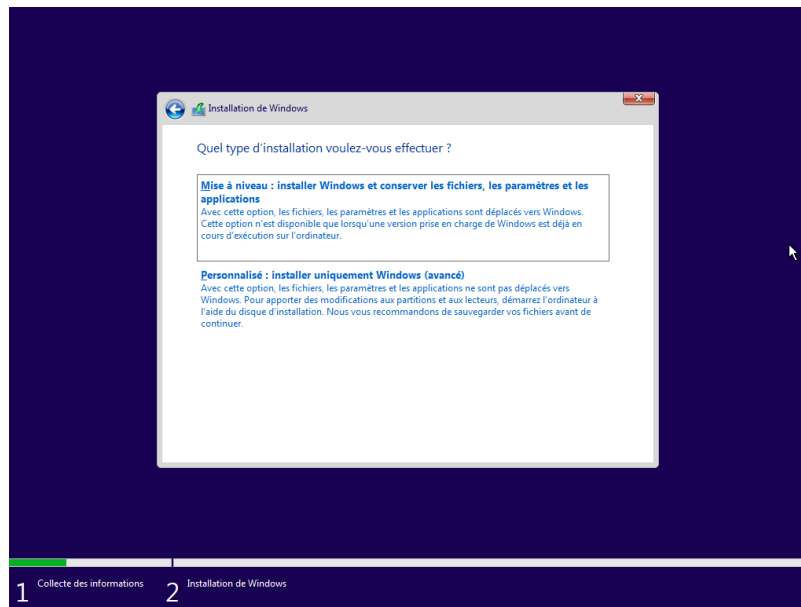 Installation de Windows
Quel type d'installation voulez-vous effectuer ?
Mise à niveau : installer Windows et conserver les fichiers, les paramètres et les
applications
Avec cette option, les fichiers, les paramètres et les applications sont déplacés vers Windows.
Cette option n'est disponible que lorsqu'une version prise en charge de Windows est déjà en
cours d'exécution sur l'ordinateur.
Personnalisé : installer uniquement Windows (avancé)
Avec cette option, les fichiers, les paramètres et les applications ne sont pas déplacés vers
Windows. Pour apporter des modifications aux partitions et aux lecteurs, démarrez l'ordinateur à
l'aide du disque d'installation. Nous vous recommandons de sauvegarder vos fichiers avant de
continuer.
1 Collecte des informations 2 Installation de Windows